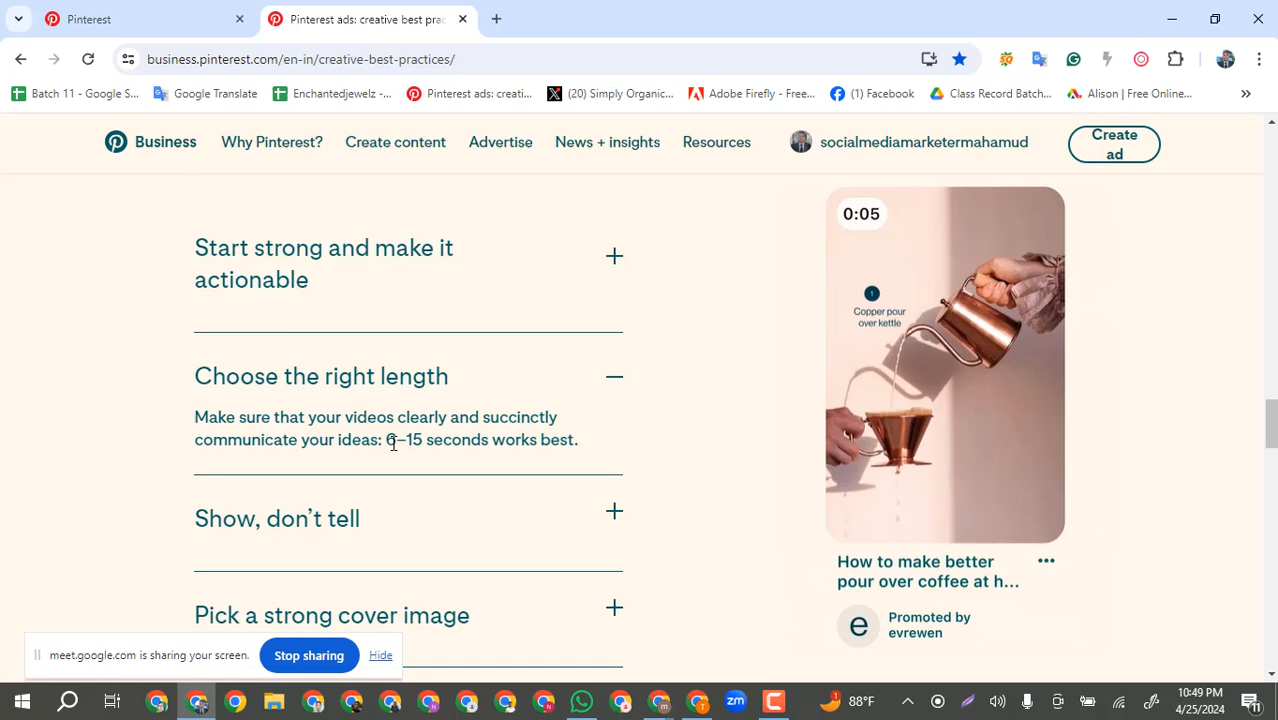 Pinterest
Pinterest ads: creative best prac
business.pinterest.com/en-in/creative-best-practices/
Batch 11 - Google S...
Google Translate
Enchantedjewelz - ...
Pinterest ads: creati...
(20) Simply Organic...
Adobe Firefly - Free...
(1) Facebook
Class Record Batch...
Alison | Free Online...
Business
Why Pinterest?
Create content
Advertise
News + insights
Resources
socialmediamarketermahamud
Create
ad
Start strong and make it
actionable
Choose the right length
Make sure that your videos clearly and succinctly
communicate your ideas: 6–15 seconds works best.
Show, don't tell
Pick a strong cover image
0:05
1
Copper pour
over kettle
How to make better
pour over coffee at h...
e
Promoted by
evrewen
meet.google.com is sharing your screen.
Stop sharing
Hide
88°F
10:49 PM
4/25/2024